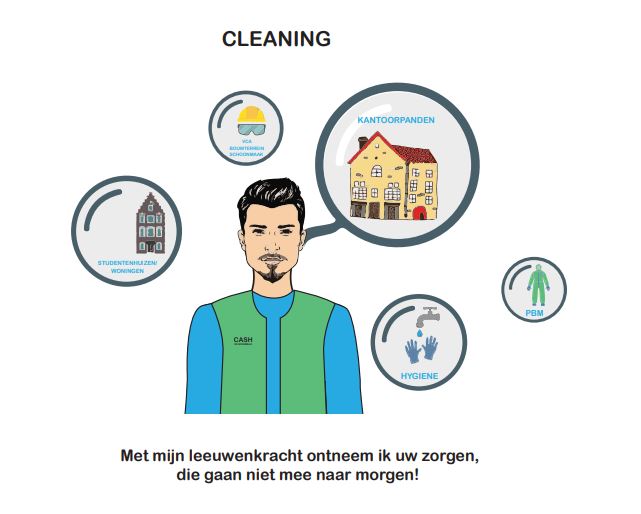 CLEANING
VCA
BOUWTERREIN
SCHOONMAAK
KANTOORPANDEN
STUDENTENHUIZEN/
WONINGEN
PBM
CASH
HYGIENE
Met mijn leeuwenkracht ontneem ik uw zorgen,
die gaan niet mee naar morgen!